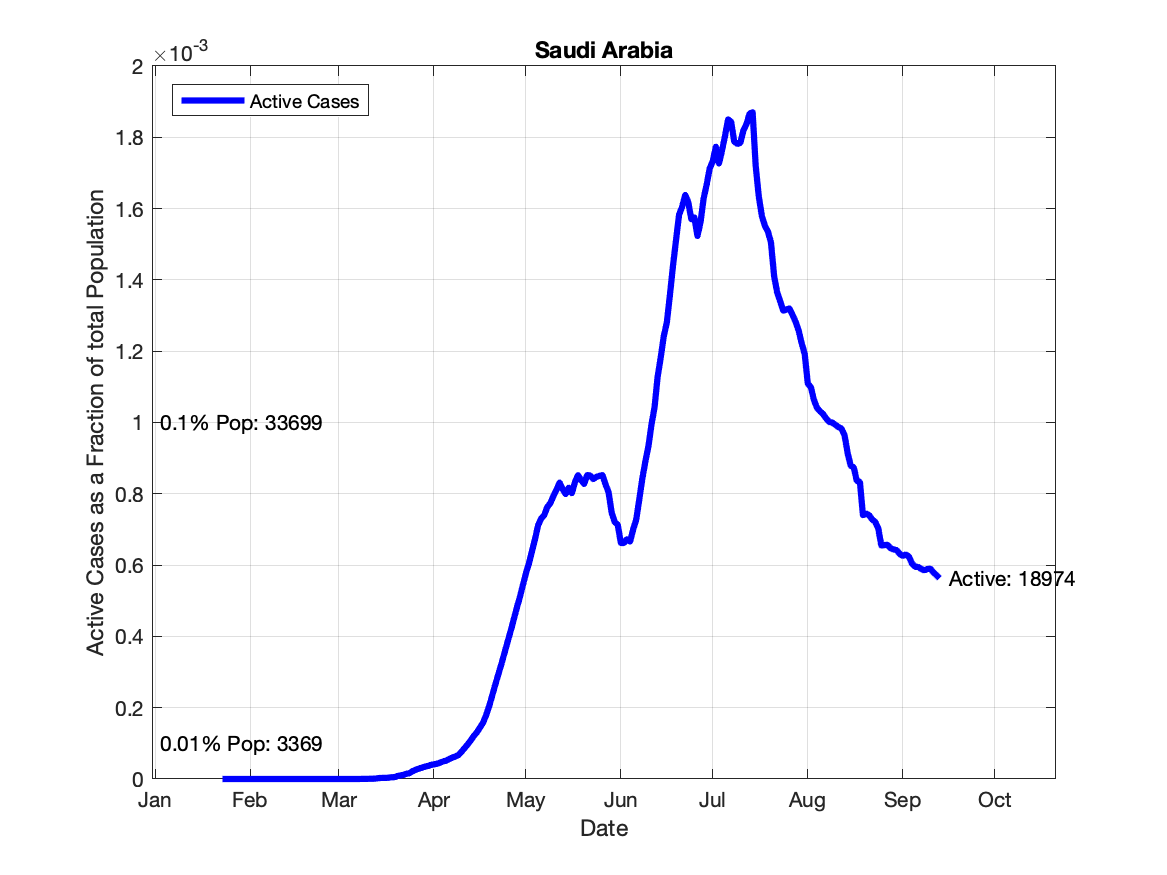 Saudi Arabia
×10-3
Active Cases
2
1.8
1.6
1.4
1.2
1
0.8
0.6
0.4
0.2
0
0.1% Pop: 33699
0.01% Pop: 3369
Active: 18974
Active Cases as a Fraction of total Population
Jan Feb Mar Apr May Jun Jul Aug Sep Oct
Date